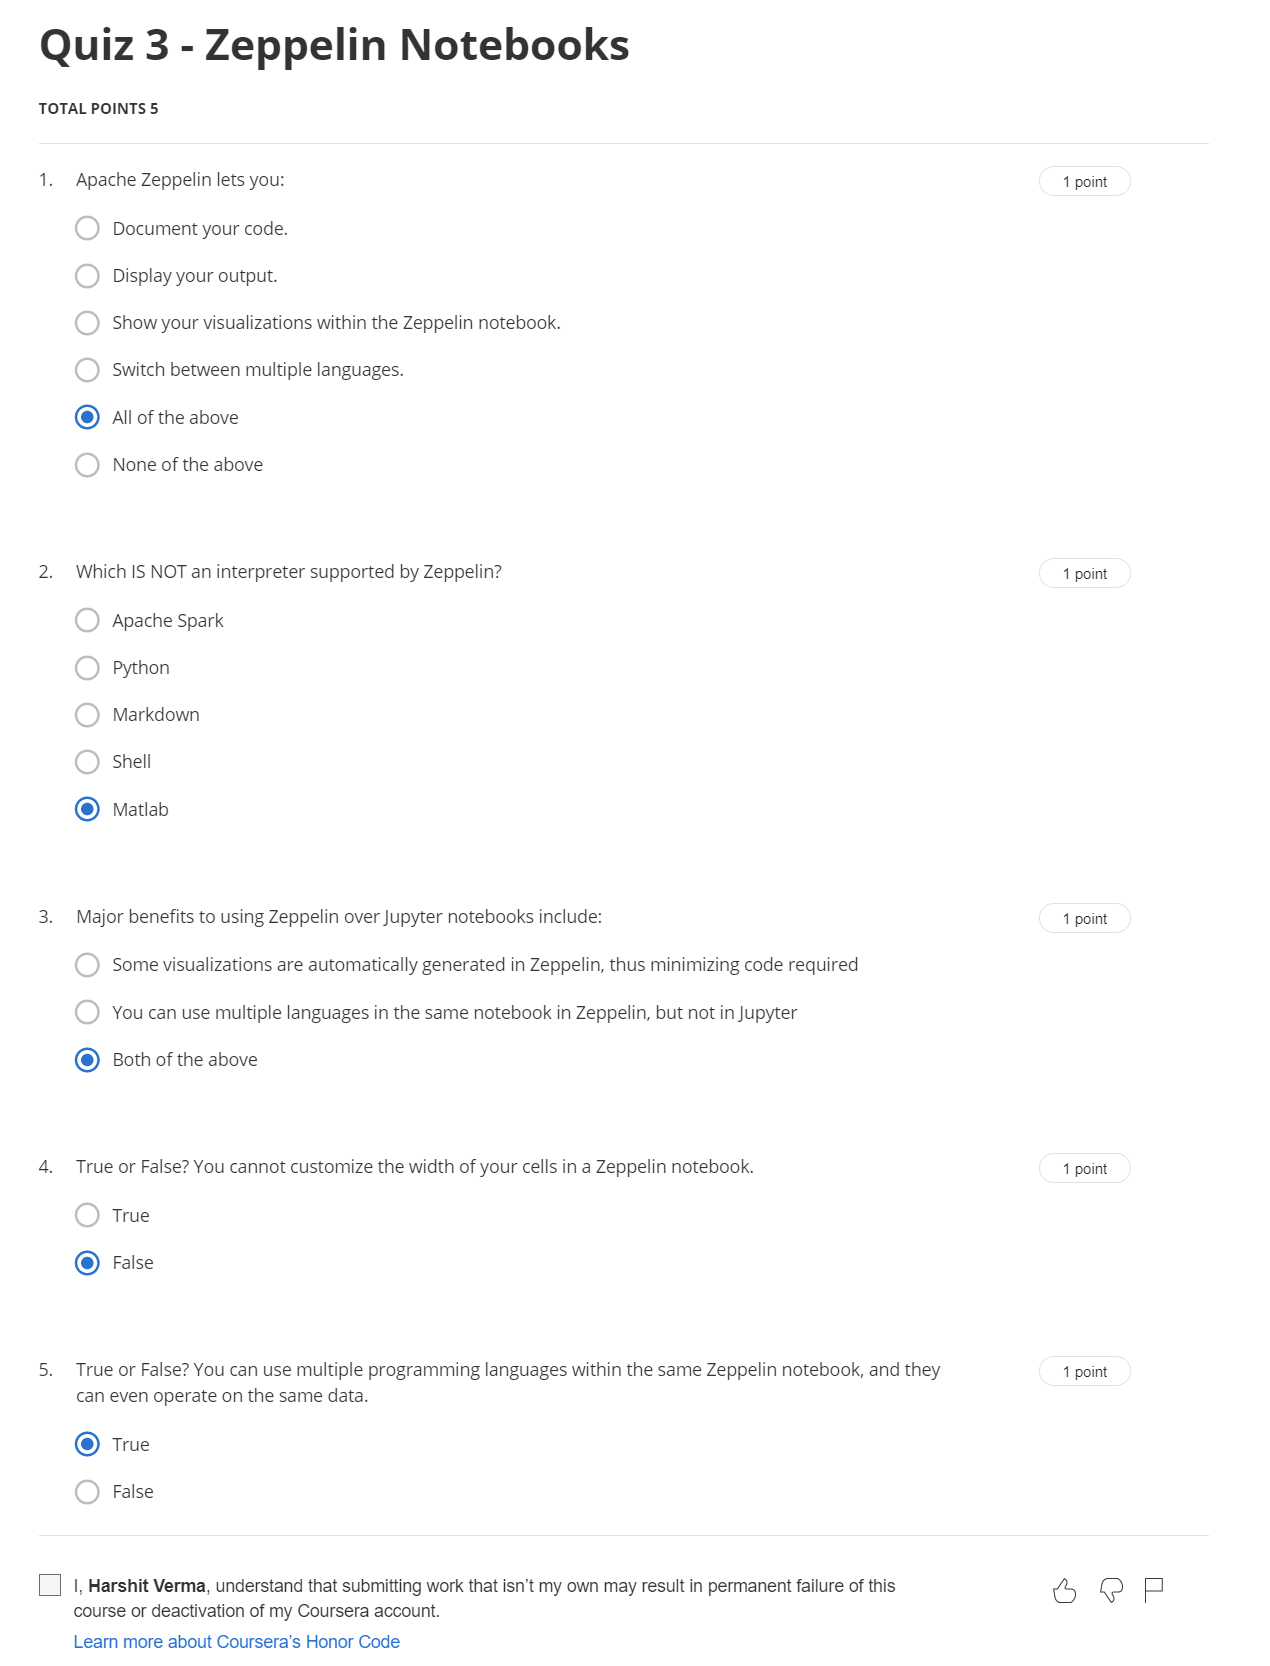 Quiz 3 - Zeppelin Notebooks
TOTAL POINTS 5
1. Apache Zeppelin lets you:
1 point
Document your code.
Display your output.
Show your visualizations within the Zeppelin notebook.
Switch between multiple languages.
All of the above
None of the above
2. Which IS NOT an interpreter supported by Zeppelin?
1 point
Apache Spark
Python
Markdown
Shell
Matlab
3. Major benefits to using Zeppelin over Jupyter notebooks include:
1 point
Some visualizations are automatically generated in Zeppelin, thus minimizing code required
You can use multiple languages in the same notebook in Zeppelin, but not in Jupyter
Both of the above
4. True or False? You cannot customize the width of your cells in a Zeppelin notebook.
1 point
True
False
5. True or False? You can use multiple programming languages within the same Zeppelin notebook, and they
1 point
can even operate on the same data.
True
False
I, Harshit Verma, understand that submitting work that isn’t my own may result in permanent failure of this
course or deactivation of my Coursera account.
Learn more about Coursera’s Honor Code